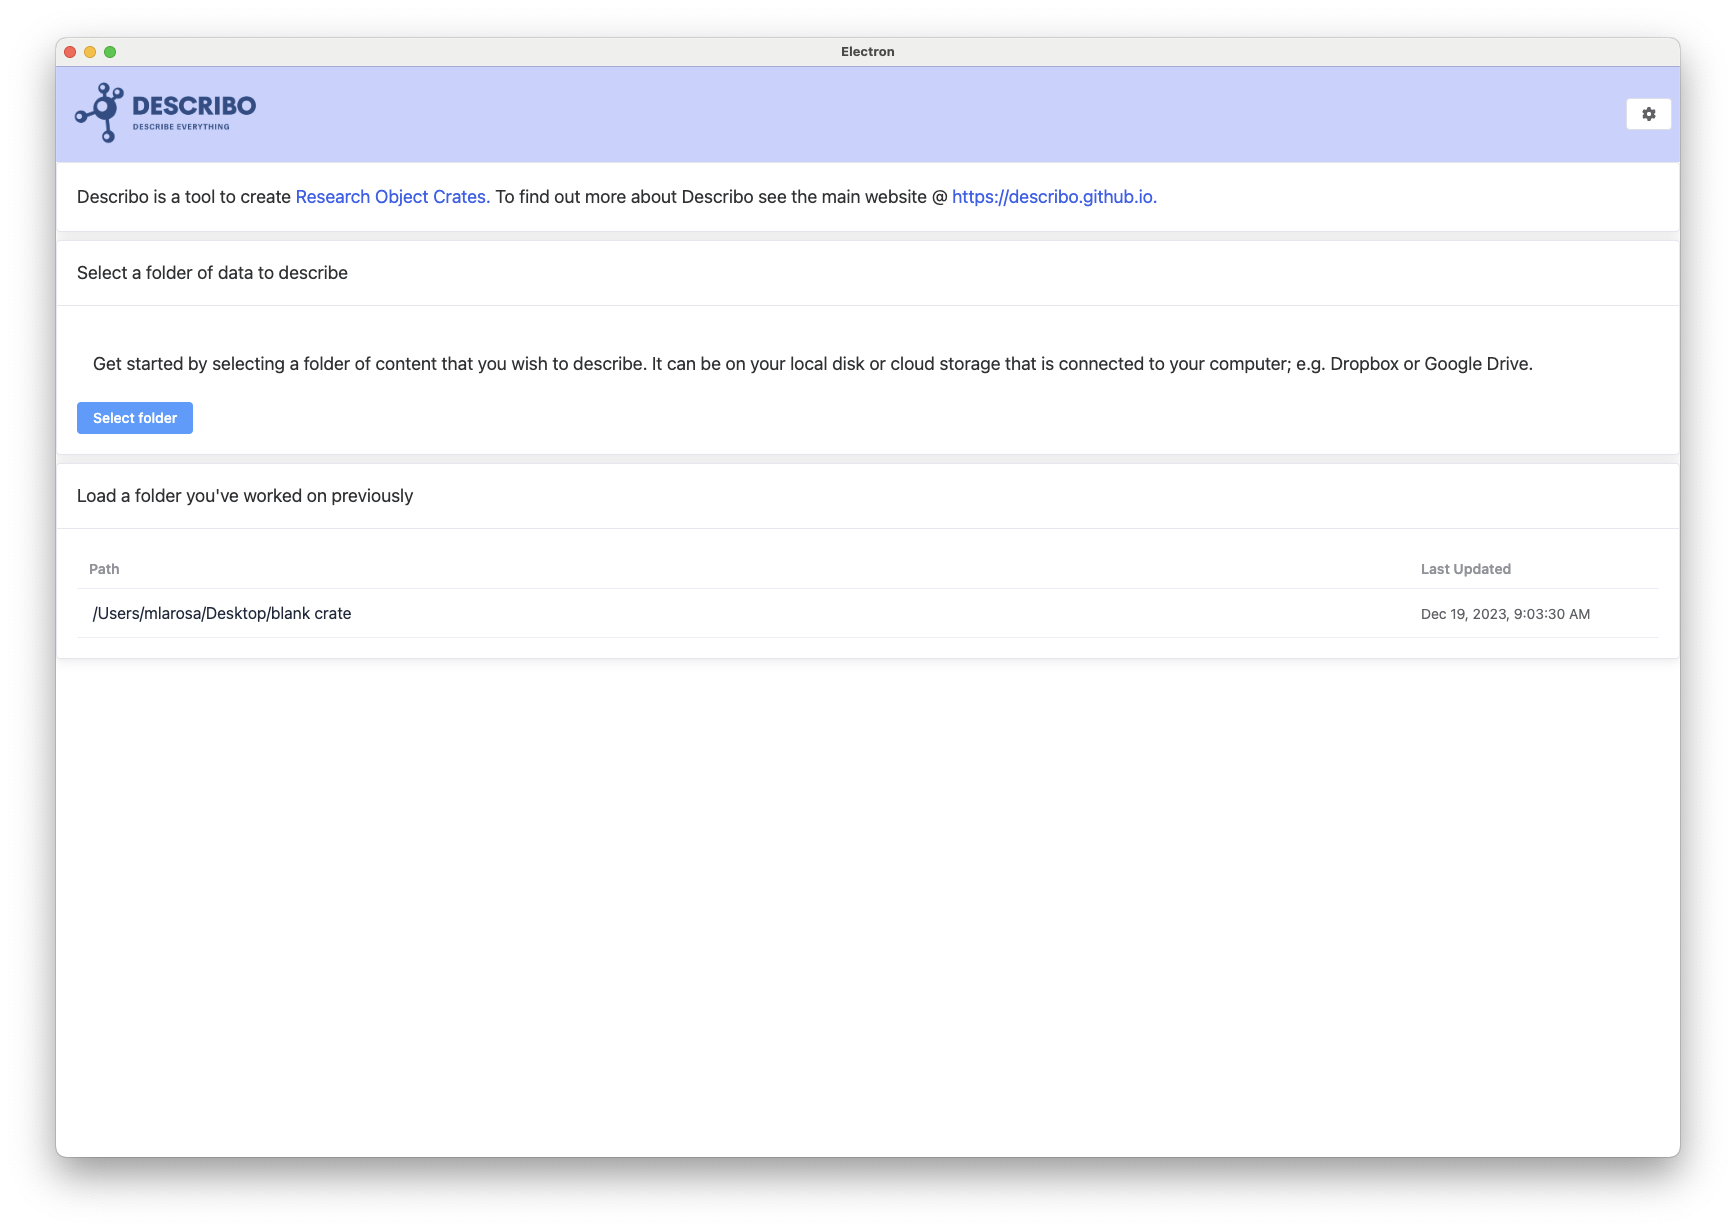 Electron
DESCRIBO
DESCRIBE EVERYTHING
Describo is a tool to create Research Object Crates. To find out more about Describo see the main website @ https://describo.github.io.
Select a folder of data to describe
Get started by selecting a folder of content that you wish to describe. It can be on your local disk or cloud storage that is connected to your computer; e.g. Dropbox or Google Drive.
Select folder
Load a folder you've worked on previously
Path Last Updated
/Users/mlarosa/Desktop/blank crate Dec 19, 2023, 9:03:30 AM